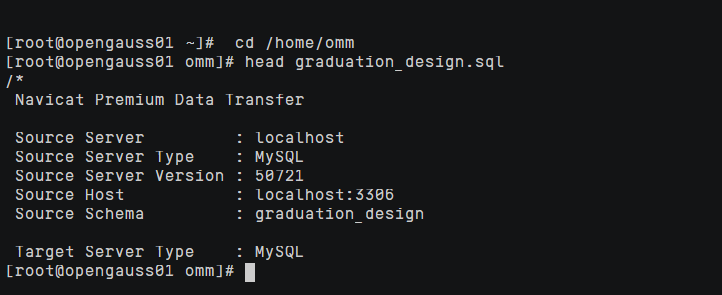 [root@opengauss01 ~]#  cd /home/omm
[root@opengauss01 omm]# head graduation_design.sql
/*
 Navicat Premium Data Transfer

 Source Server         : localhost
 Source Server Type    : MySQL
 Source Server Version : 50721
 Source Host           : localhost:3306
 Source Schema         : graduation_design

 Target Server Type    : MySQL
[root@opengauss01 omm]#